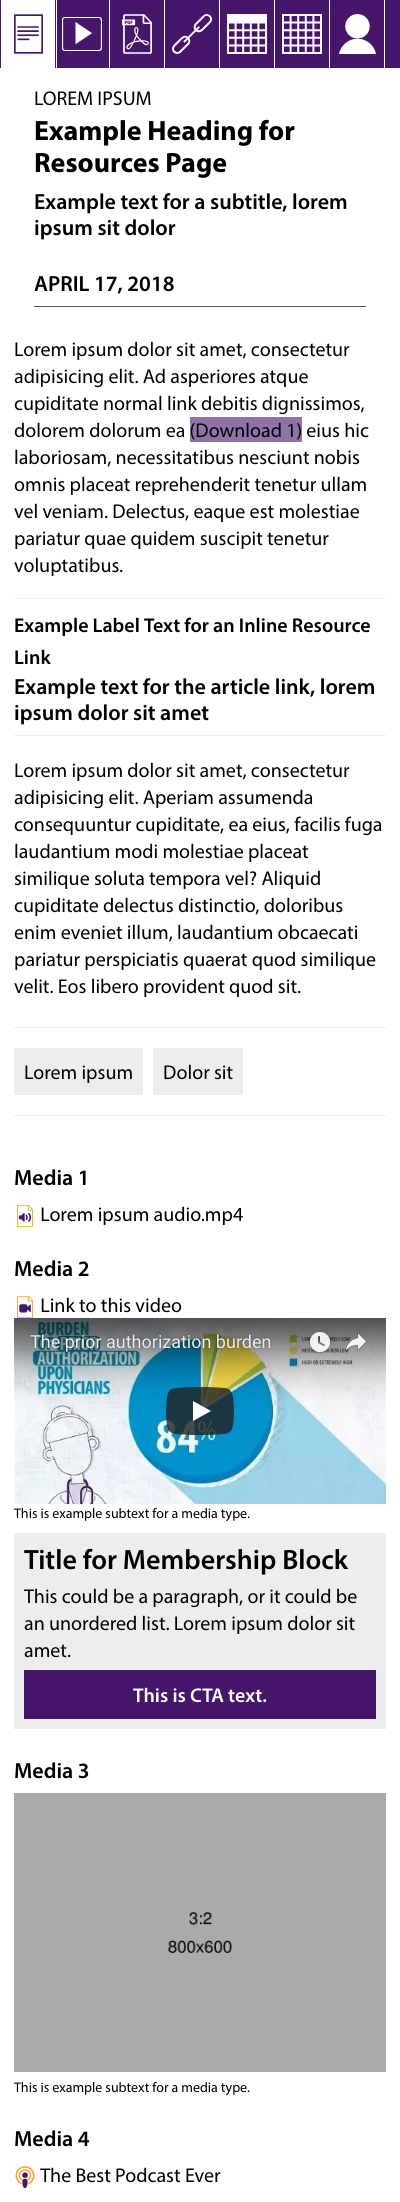 PDF
LOREM IPSUM
Example Heading for
Resources Page
Example text for a subtitle, lorem
ipsum sit dolor
APRIL 17, 2018
Lorem ipsum dolor sit amet, consectetur
adipisicing elit. Ad asperiores atque
cupiditate normal link debitis dignissimos,
dolorem dolorum ea (Download 1) eius hic
laboriosam, necessitatibus nesciunt nobis
omnis placeat reprehenderit tenetur ullam
vel veniam. Delectus, eaque est molestiae
pariatur quae quidem suscipit tenetur
voluptatibus.
Example Label Text for an Inline Resource
Link
Example text for the article link, lorem
ipsum dolor sit amet
Lorem ipsum dolor sit amet, consectetur
adipisicing elit. Aperiam assumenda
consequuntur cupiditate, ea eius, facilis fuga
laudantium modi molestiae placeat
similique soluta tempora vel? Aliquid
cupiditate delectus distinctio, doloribus
enim eveniet illum, laudantium obcaecati
pariatur perspiciatis quaerat quod similique
velit. Eos libero provident quod sit.
Lorem ipsum
Dolor sit
Media 1
Lorem ipsum audio.mp4
Media 2
Link to this video
The prior authorization burden
BURDEN
AUTHORIZATION
UPON
PHYSICIANS
84%
HIGH OR EXTREMELY HIGH
This is example subtext for a media type.
Title for Membership Block
This could be a paragraph, or it could be
an unordered list. Lorem ipsum dolor sit
amet.
This is CTA text.
Media 3
3:2
800x600
This is example subtext for a media type.
Media 4
The Best Podcast Ever